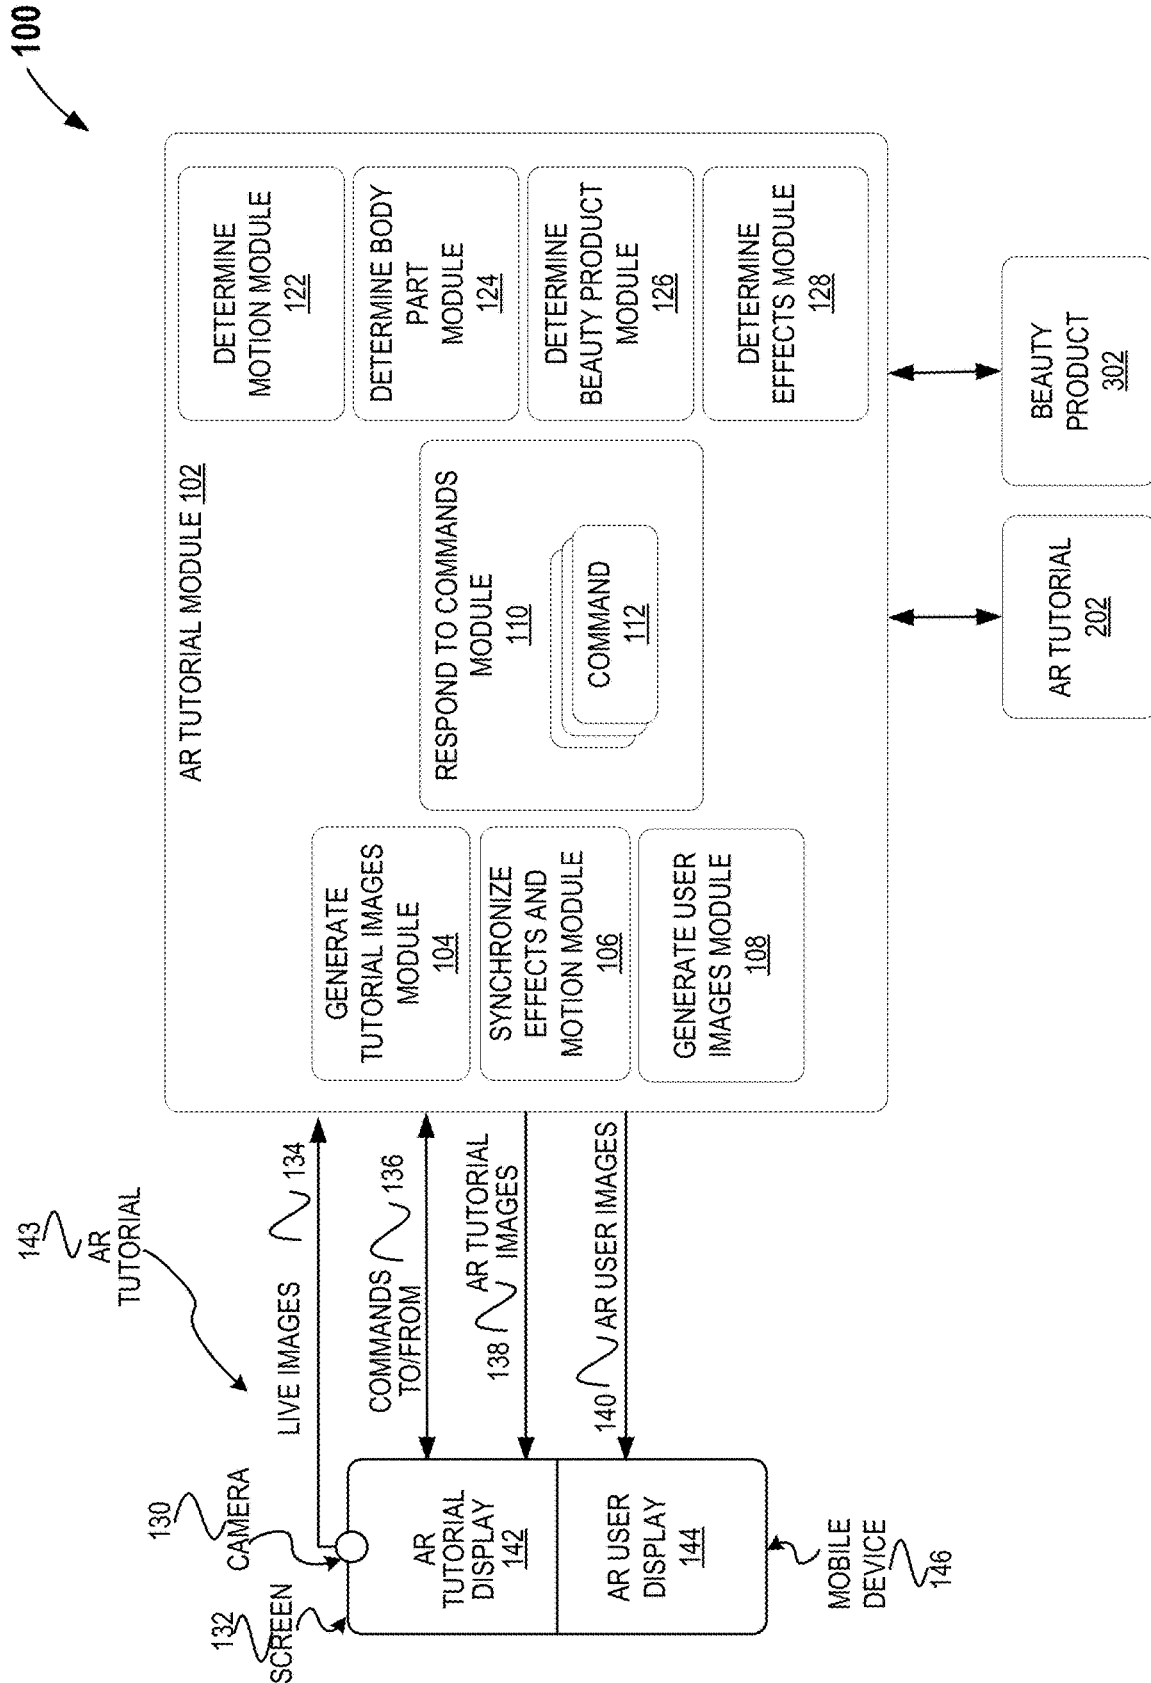 100
143
AR
TUTORIAL
130
CAMERA
132
SCREEN
LIVE IMAGES
134
COMMANDS
TO/FROM
136
138
AR TUTORIAL
IMAGES
140
AR USER IMAGES
AR
TUTORIAL
DISPLAY
142
AR USER
DISPLAY
144
MOBILE
DEVICE
146
AR TUTORIAL MODULE 102
GENERATE
TUTORIAL IMAGES
MODULE
104
SYNCHRONIZE
EFFECTS AND
MOTION MODULE
106
GENERATE USER
IMAGES MODULE
108
RESPOND TO COMMANDS
MODULE
110
COMMAND
112
DETERMINE
MOTION MODULE
122
DETERMINE BODY
PART
MODULE
124
DETERMINE
BEAUTY PRODUCT
MODULE
126
DETERMINE
EFFECTS MODULE
128
AR TUTORIAL
202
BEAUTY
PRODUCT
302